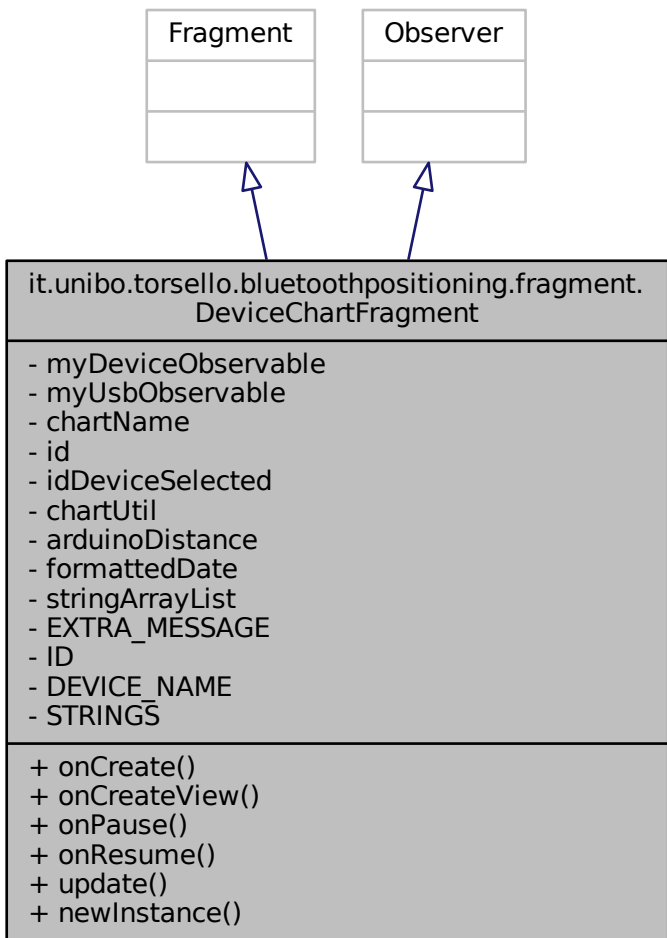 Fragment
Observer
it.unibo.torsello.bluetoothpositioning.fragment.
DeviceChartFragment
- myDeviceObservable
- myUsbObservable
- chartName
- id
- idDeviceSelected
- chartUtil
- arduinoDistance
- formattedDate
- stringArrayList
- EXTRA_MESSAGE
- ID
- DEVICE_NAME
- STRINGS
+ onCreate()
+ onCreateView()
+ onPause()
+ onResume()
+ update()
+ newInstance()